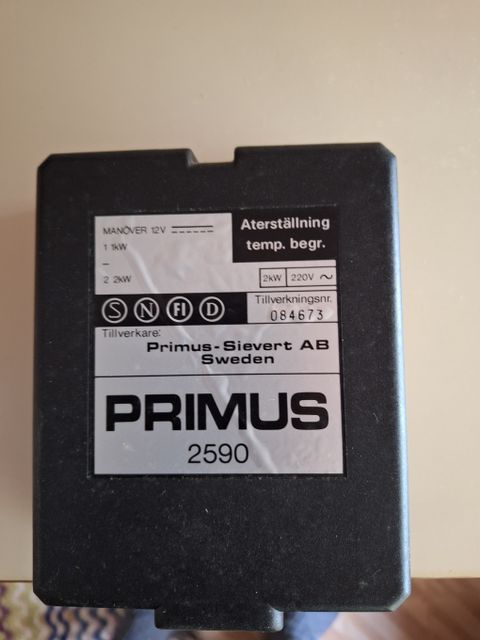 MANÖVER 12V
1 1kW
–
2 2kW
Återställning
temp. begr.
2kW 220V ~
S N FI D
Tillverkningsnr.
084673
Tillverkare:
Primus-Sievert AB
Sweden
PRIMUS
2590